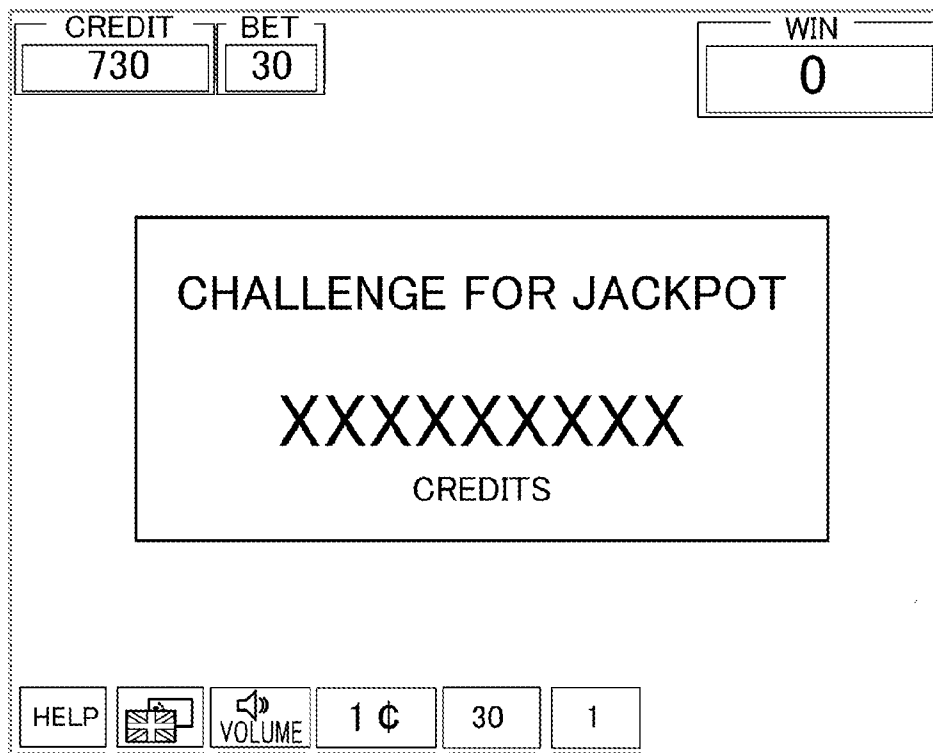 CREDIT BET WIN
730 30 0
CHALLENGE FOR JACKPOT
XXXXXXXXX
CREDITS
HELP VOLUME 1 ¢ 30 1